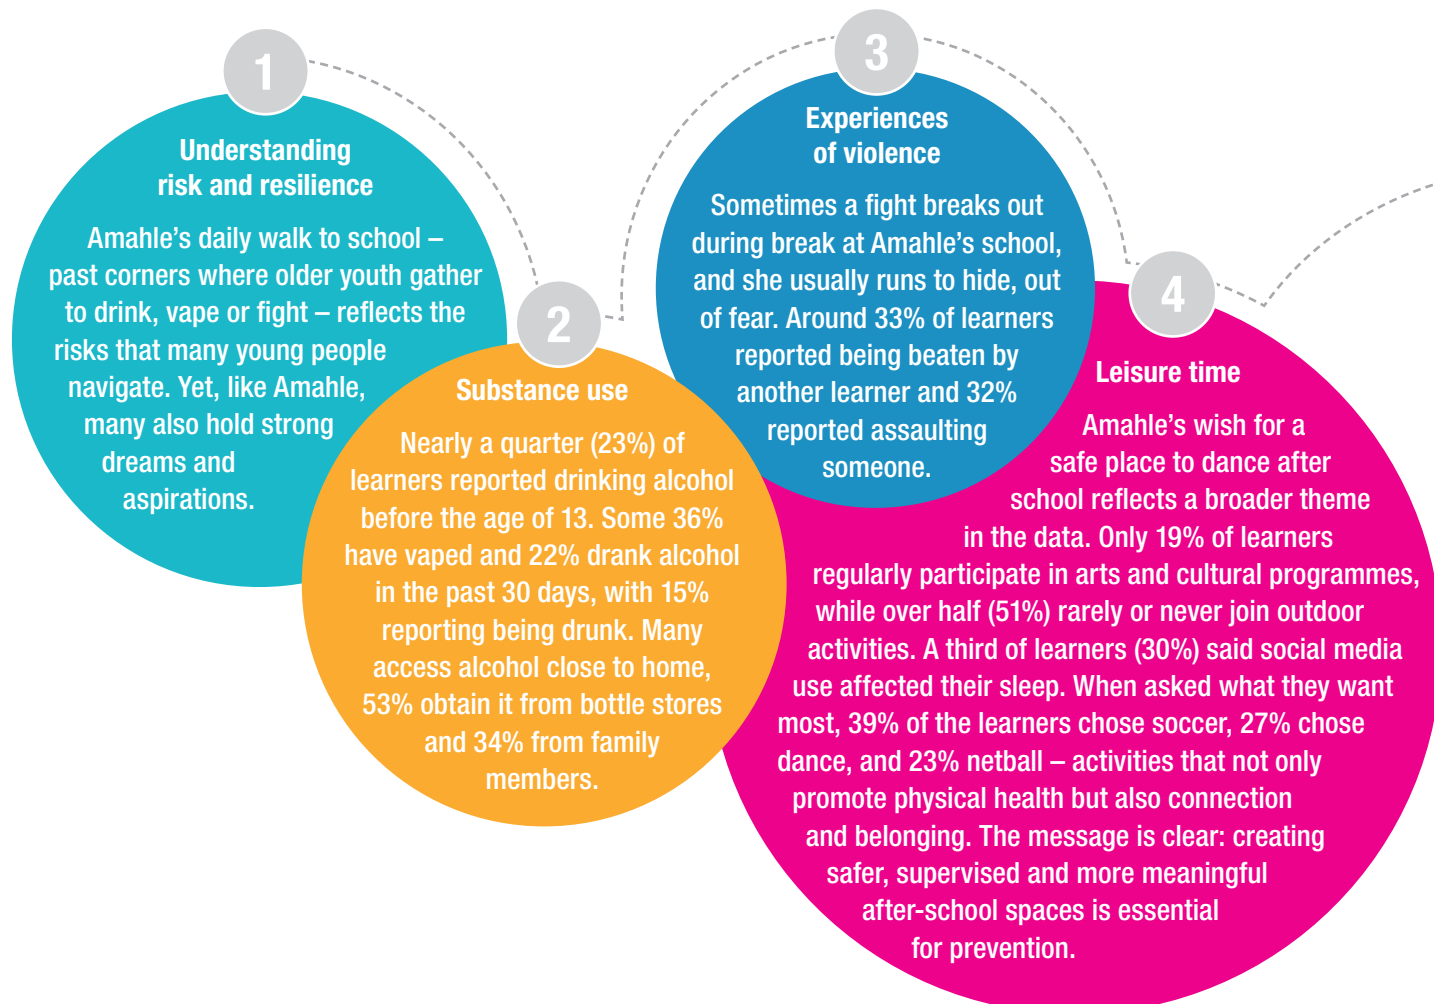 1
Understanding
risk and resilience
Amahle's daily walk to school –
past corners where older youth gather
to drink, vape or fight – reflects the
risks that many young people
navigate. Yet, like Amahle,
many also hold strong
dreams and
aspirations.
2
Substance use
Nearly a quarter (23%) of
learners reported drinking alcohol
before the age of 13. Some 36%
have vaped and 22% drank alcohol
in the past 30 days, with 15%
reporting being drunk. Many
access alcohol close to home,
53% obtain it from bottle stores
and 34% from family
members.
3
Experiences
of violence
Sometimes a fight breaks out
during break at Amahle's school,
and she usually runs to hide, out
of fear. Around 33% of learners
reported being beaten by
another learner and 32%
reported assaulting
someone.
4
Leisure time
Amahle's wish for a
safe place to dance after
school reflects a broader theme
in the data. Only 19% of learners
regularly participate in arts and cultural programmes,
while over half (51%) rarely or never join outdoor
activities. A third of learners (30%) said social media
use affected their sleep. When asked what they want
most, 39% of the learners chose soccer, 27% chose
dance, and 23% netball – activities that not only
promote physical health but also connection
and belonging. The message is clear: creating
safer, supervised and more meaningful
after-school spaces is essential
for prevention.